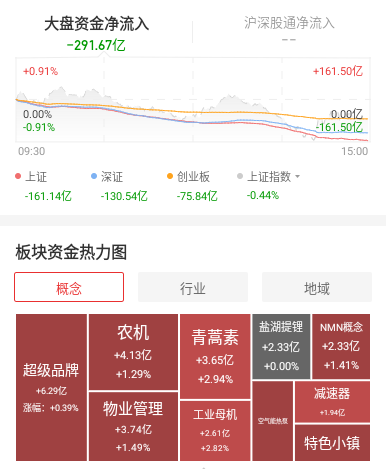 大盘资金净流入
沪深股通净流入
-291.67亿
--
+0.91%
+161.50亿
0.00%
0.00亿
-0.91%
-161.50亿
09:30
15:00
上证
深证
创业板
上证指数
-161.14亿
-130.54亿
-75.84亿
-0.44%
板块资金热力图
概念
行业
地域
超级品牌
+6.29亿
涨幅：+0.39%
农机
+4.13亿
+1.29%
物业管理
+3.74亿
+1.49%
青蒿素
+3.65亿
+2.94%
工业母机
+2.61亿
+2.82%
盐湖提锂
+2.33亿
+0.00%
NMN概念
+2.33亿
+1.41%
空气能热泵
减速器
+1.94亿
特色小镇